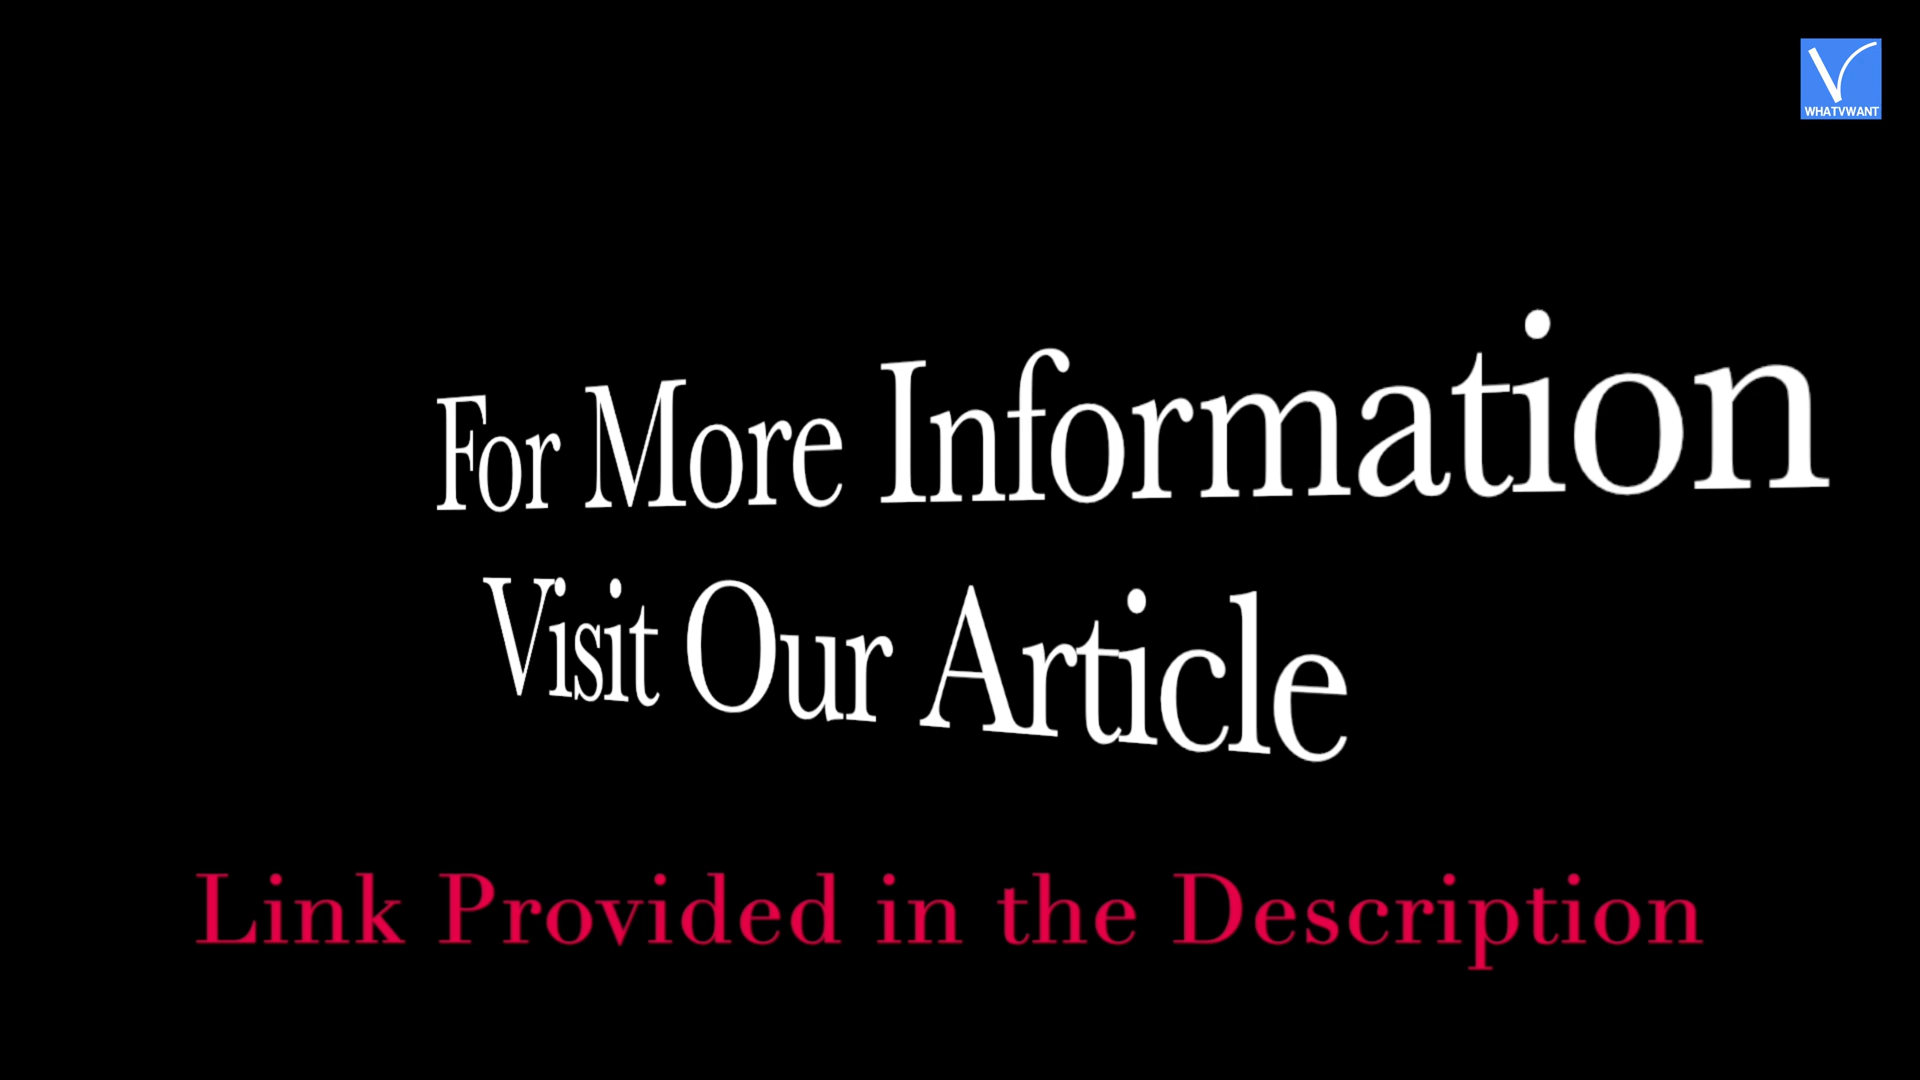 WHATVWANT
For More Information
Visit Our Article
Link Provided in the Description